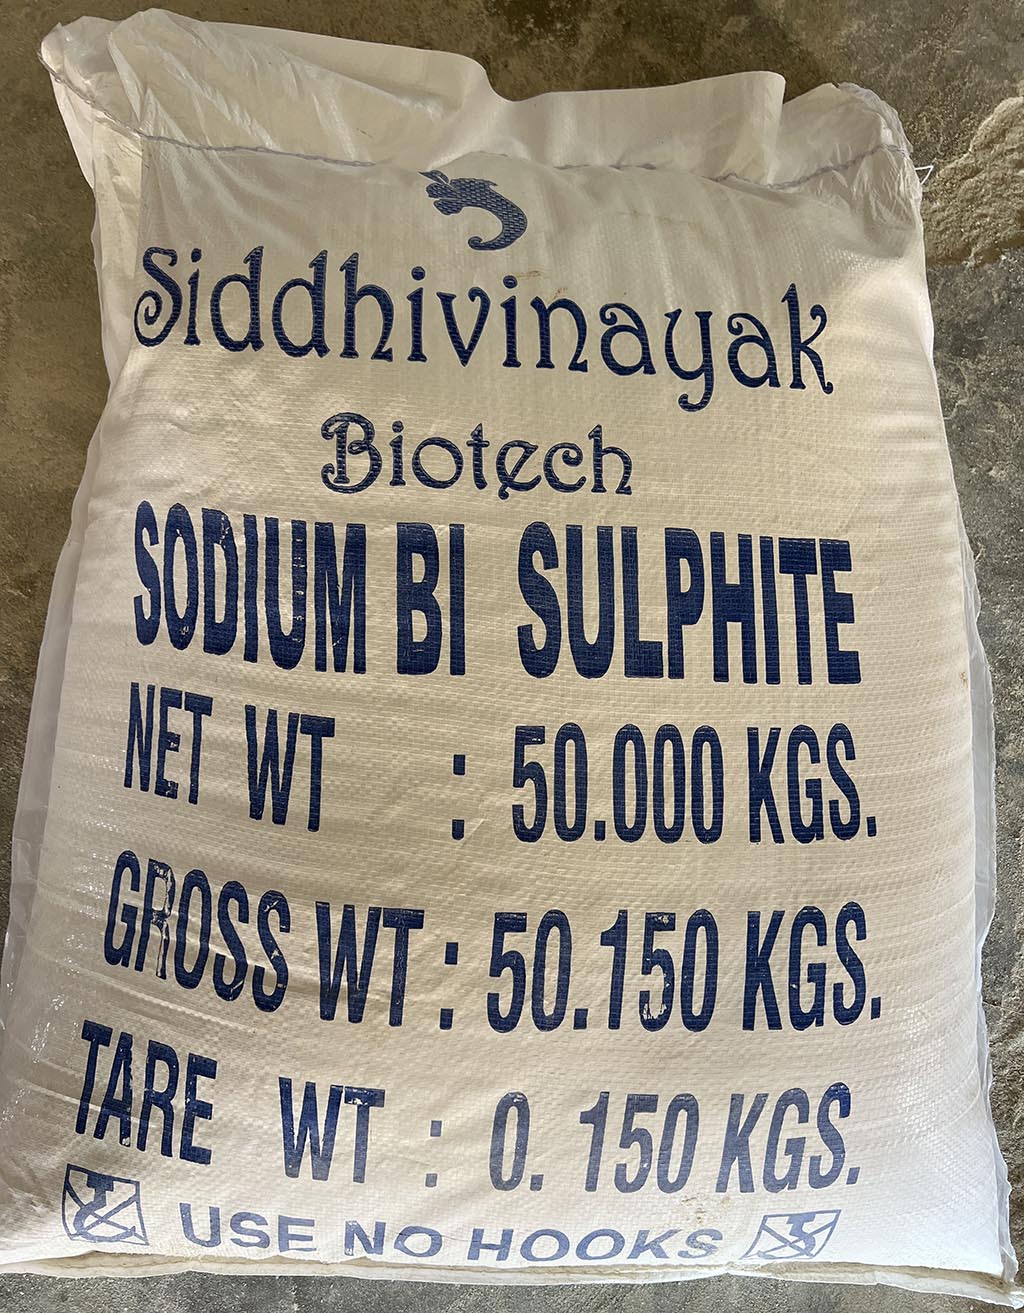 Siddhivinayak
Biotech
SODIUM BI SULPHITE
NET WT : 50.000 KGS.
GROSS WT : 50.150 KGS.
TARE WT : 0. 150 KGS.
USE NO HOOKS